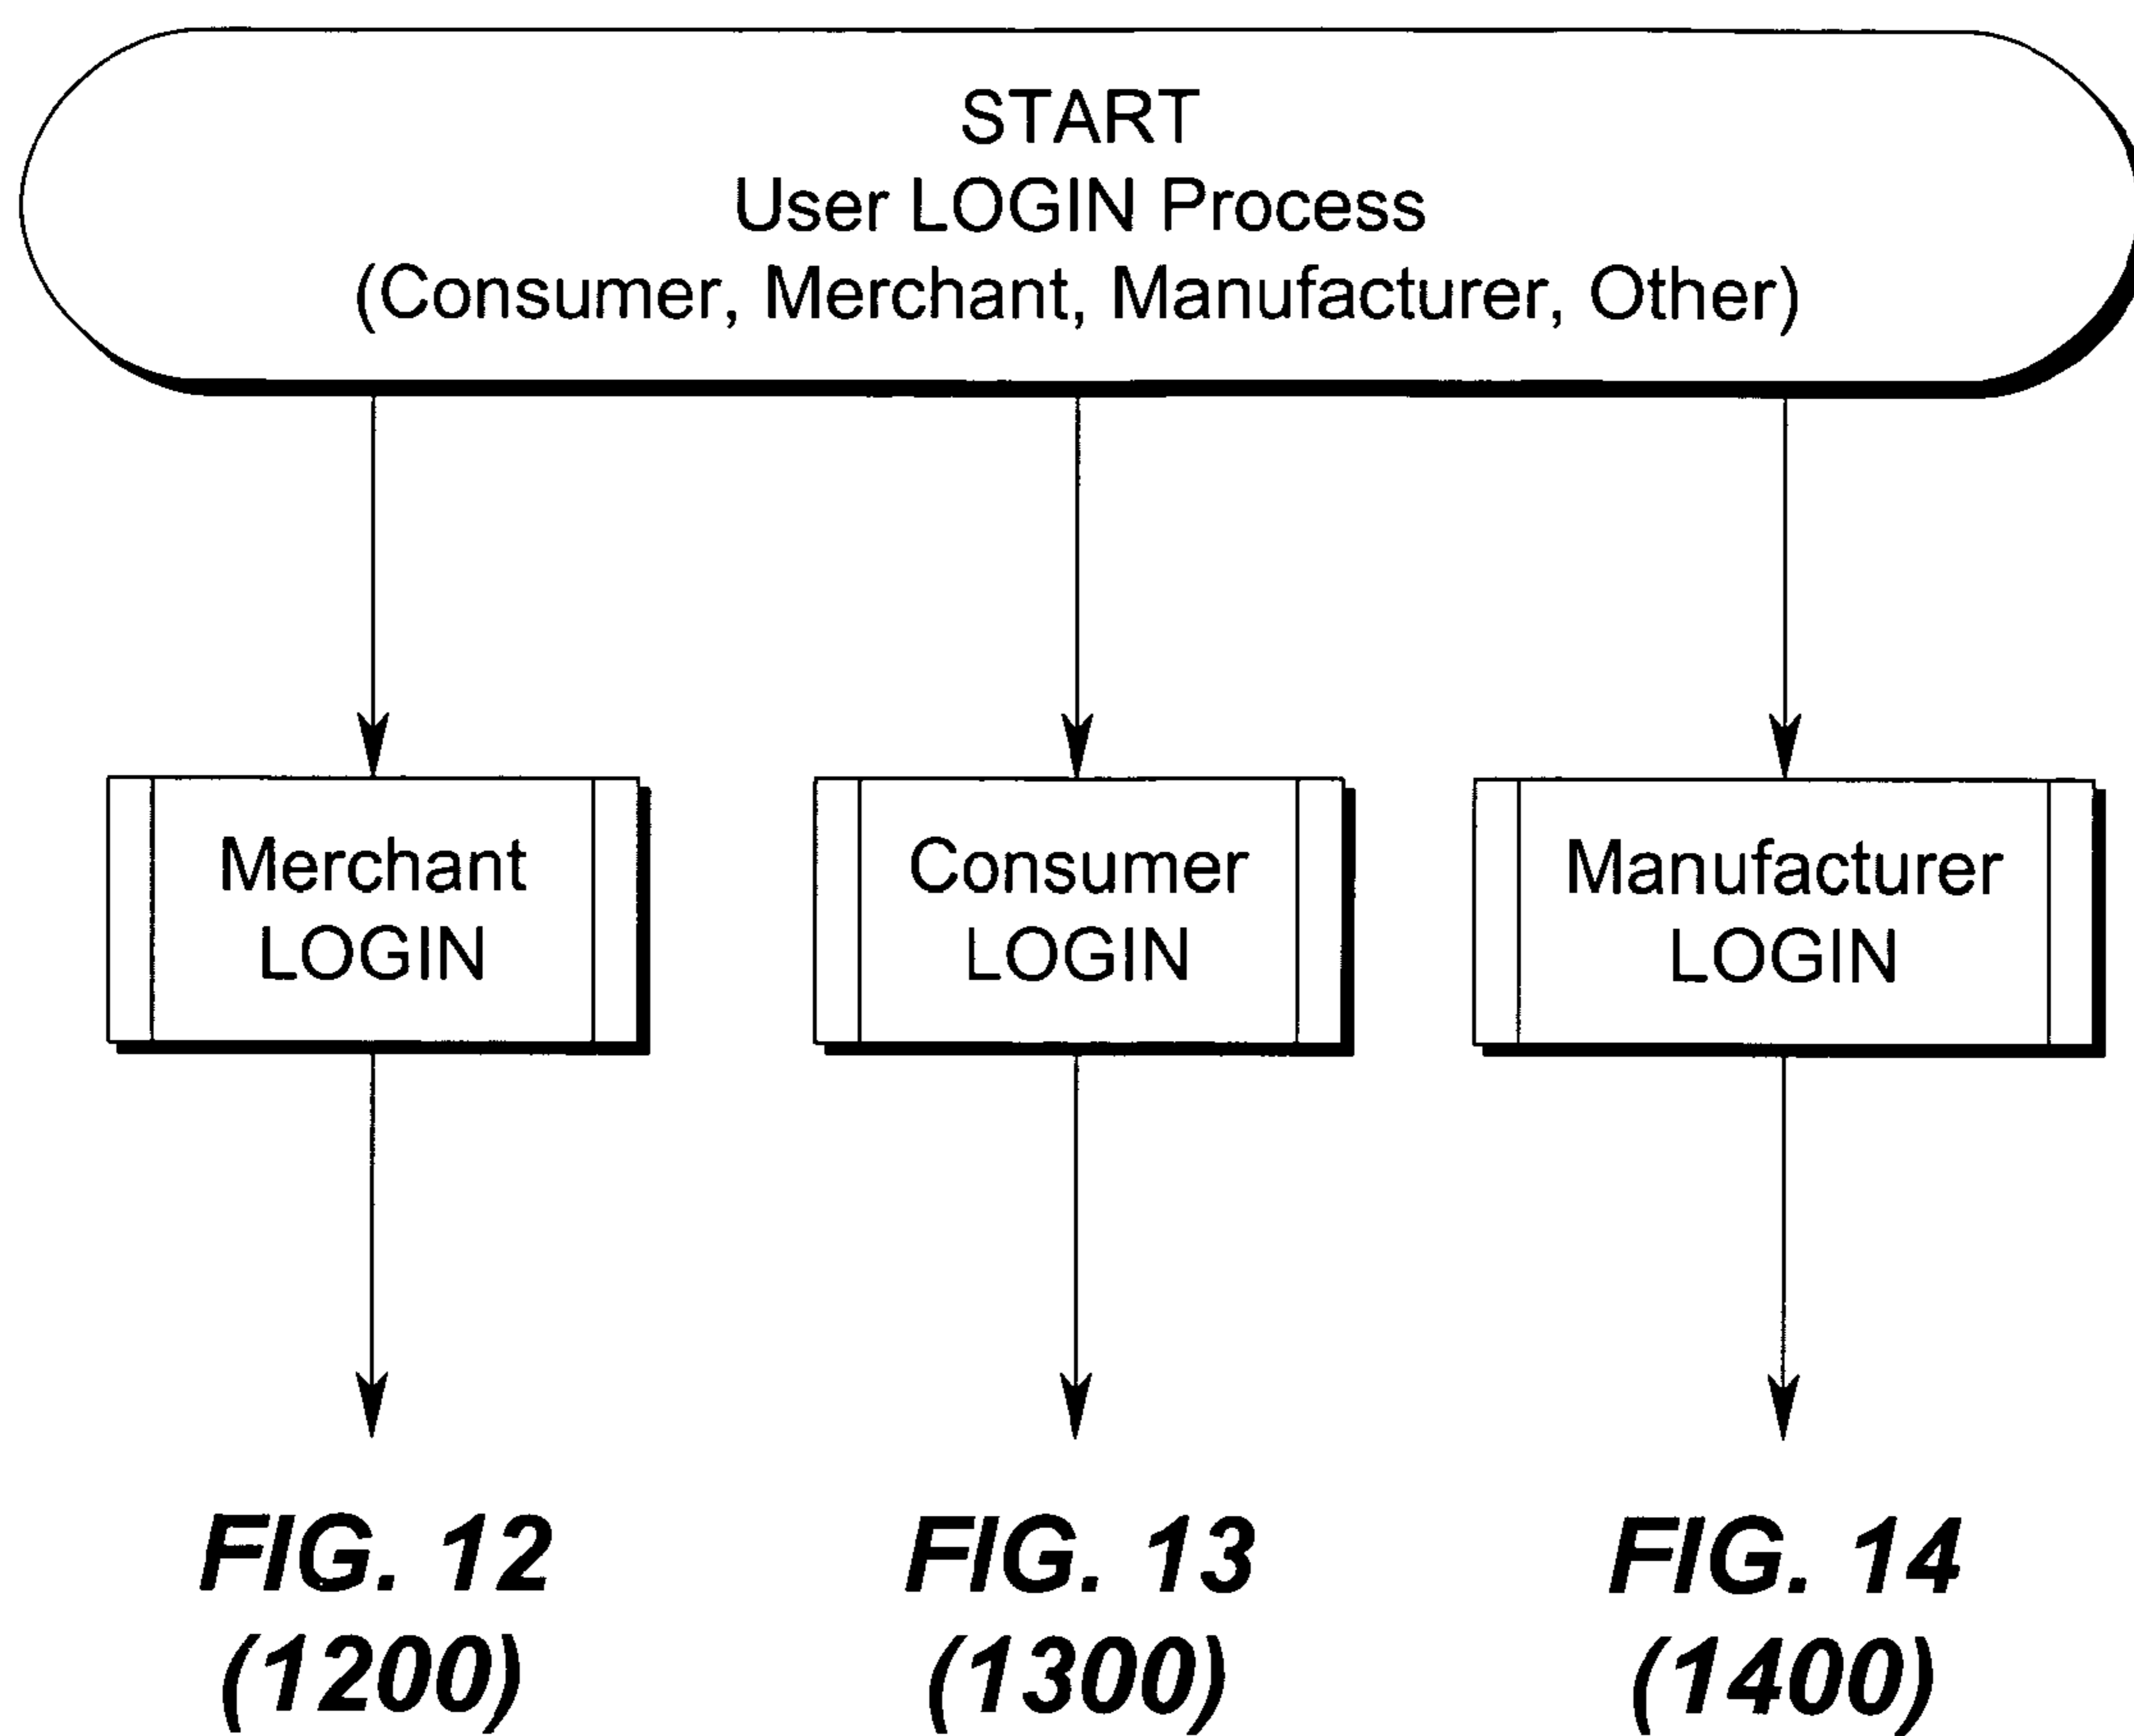 START
User LOGIN Process
(Consumer, Merchant, Manufacturer, Other)
Merchant
LOGIN
Consumer
LOGIN
Manufacturer
LOGIN
FIG. 12
(1200)
FIG. 13
(1300)
FIG. 14
(1400)